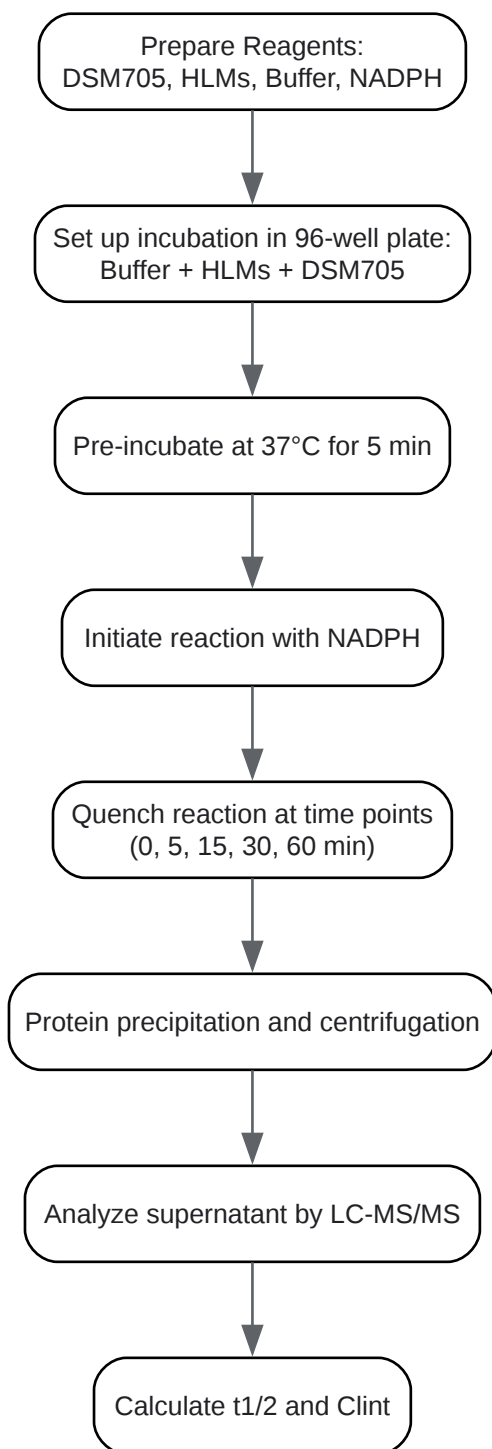 Prepare Reagents:
DSM705, HLMs, Buffer, NADPH
Set up incubation in 96-well plate:
Buffer + HLMs + DSM705
Pre-incubate at 37°C for 5 min
Initiate reaction with NADPH
Quench reaction at time points
(0, 5, 15, 30, 60 min)
Protein precipitation and centrifugation
Analyze supernatant by LC-MS/MS
Calculate t1/2 and Clint